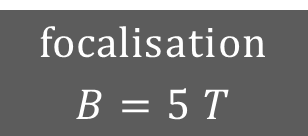 focalisation
B = 5 T